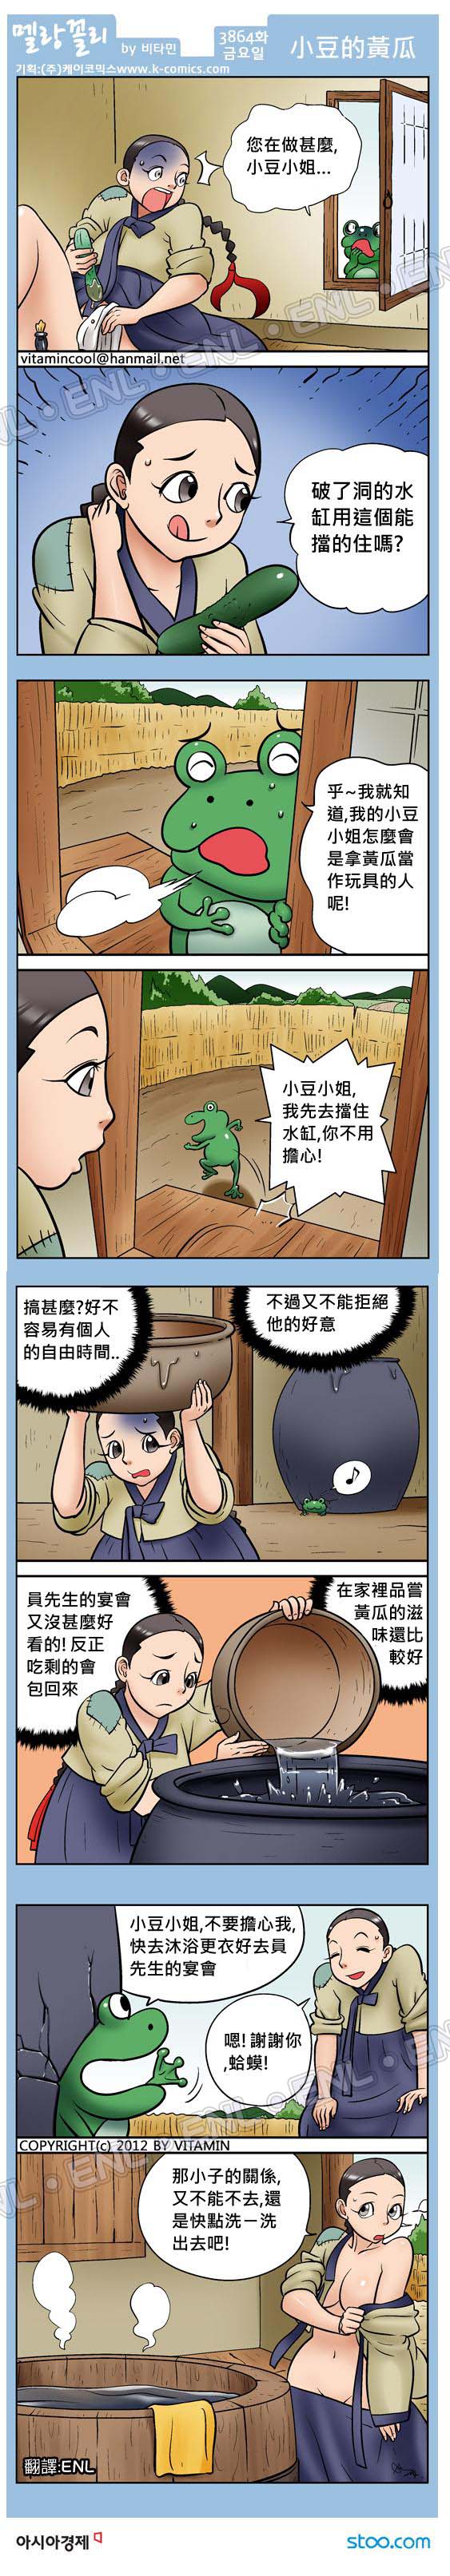 멜랑꼴리
by 비타민
3864화
금요일
小豆的黃瓜
기획:(주)케이코믹스www.k-comics.com
您在做甚麼,
小豆小姐...
ENL·ENL·ENL·ENL
vitamincool@hanmail.net
破了洞的水
缸用這個能
擋的住嗎?
乎~我就知
道,我的小豆
小姐怎麼會
是拿黃瓜當
作玩具的人
呢!
小豆小姐,
我先去擋住
水缸,你不用
擔心!
搞甚麼?好不
容易有個人
的自由時間..
不過又不能拒絕
他的好意
♪
員先生的宴會
又沒甚麼好
看的! 反正
吃剩的會
包回來
在家裡品嘗
黃瓜的滋
味還比
較好
小豆小姐,不要擔心我,
快去沐浴更衣好去員
先生的宴會
嗯! 謝謝你
,蛤蟆!
COPYRIGHT(c) 2012 BY VITAMIN
ENL·ENL·ENL·ENL
那小子的關係,
又不能不去,還
是快點洗一洗
出去吧!
翻譯:ENL
아시아경제
stoo.com